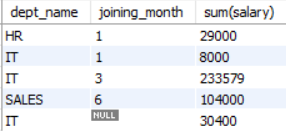 dept_name joining_month sum(salary)
HR 1 29000
IT 1 8000
IT 3 233579
SALES 6 104000
IT NULL 30400